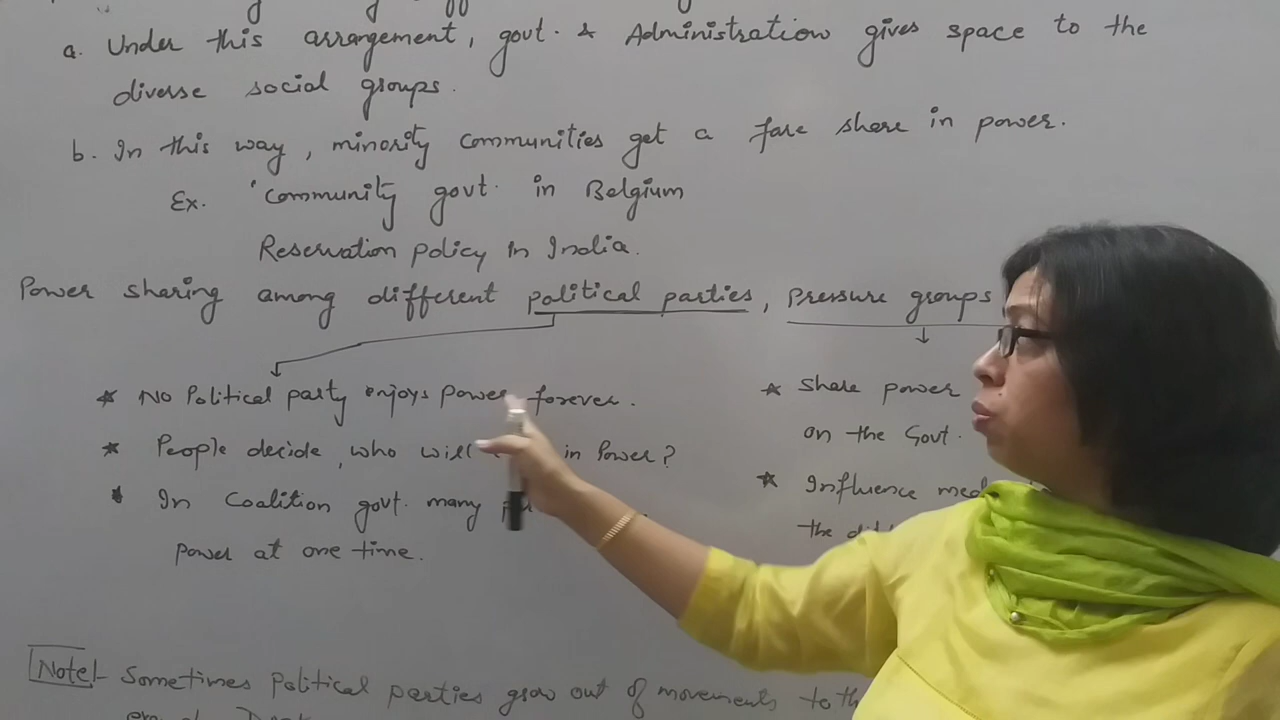 a. Under this arrangement, govt. & Administration gives space to the
diverse social groups.
b. In this way, minority communities get a fare share in power.
Ex. 'Community govt. in Belgium
Reservation policy in India.
Power sharing among different political parties, Pressure groups
* No Political party enjoys Power forever.
* People decide, who will in Power?
* In Coalition govt. many
Power at one time.
* Share power
on the Govt.
* Influence
the
Note!- Sometimes Political parties grow out of movements to